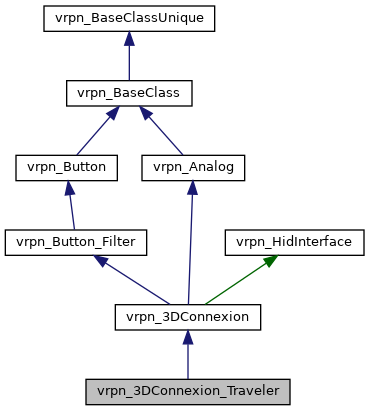 vrpn_BaseClassUnique
vrpn_BaseClass
vrpn_Button
vrpn_Analog
vrpn_Button_Filter
vrpn_HidInterface
vrpn_3DConnexion
vrpn_3DConnexion_Traveler